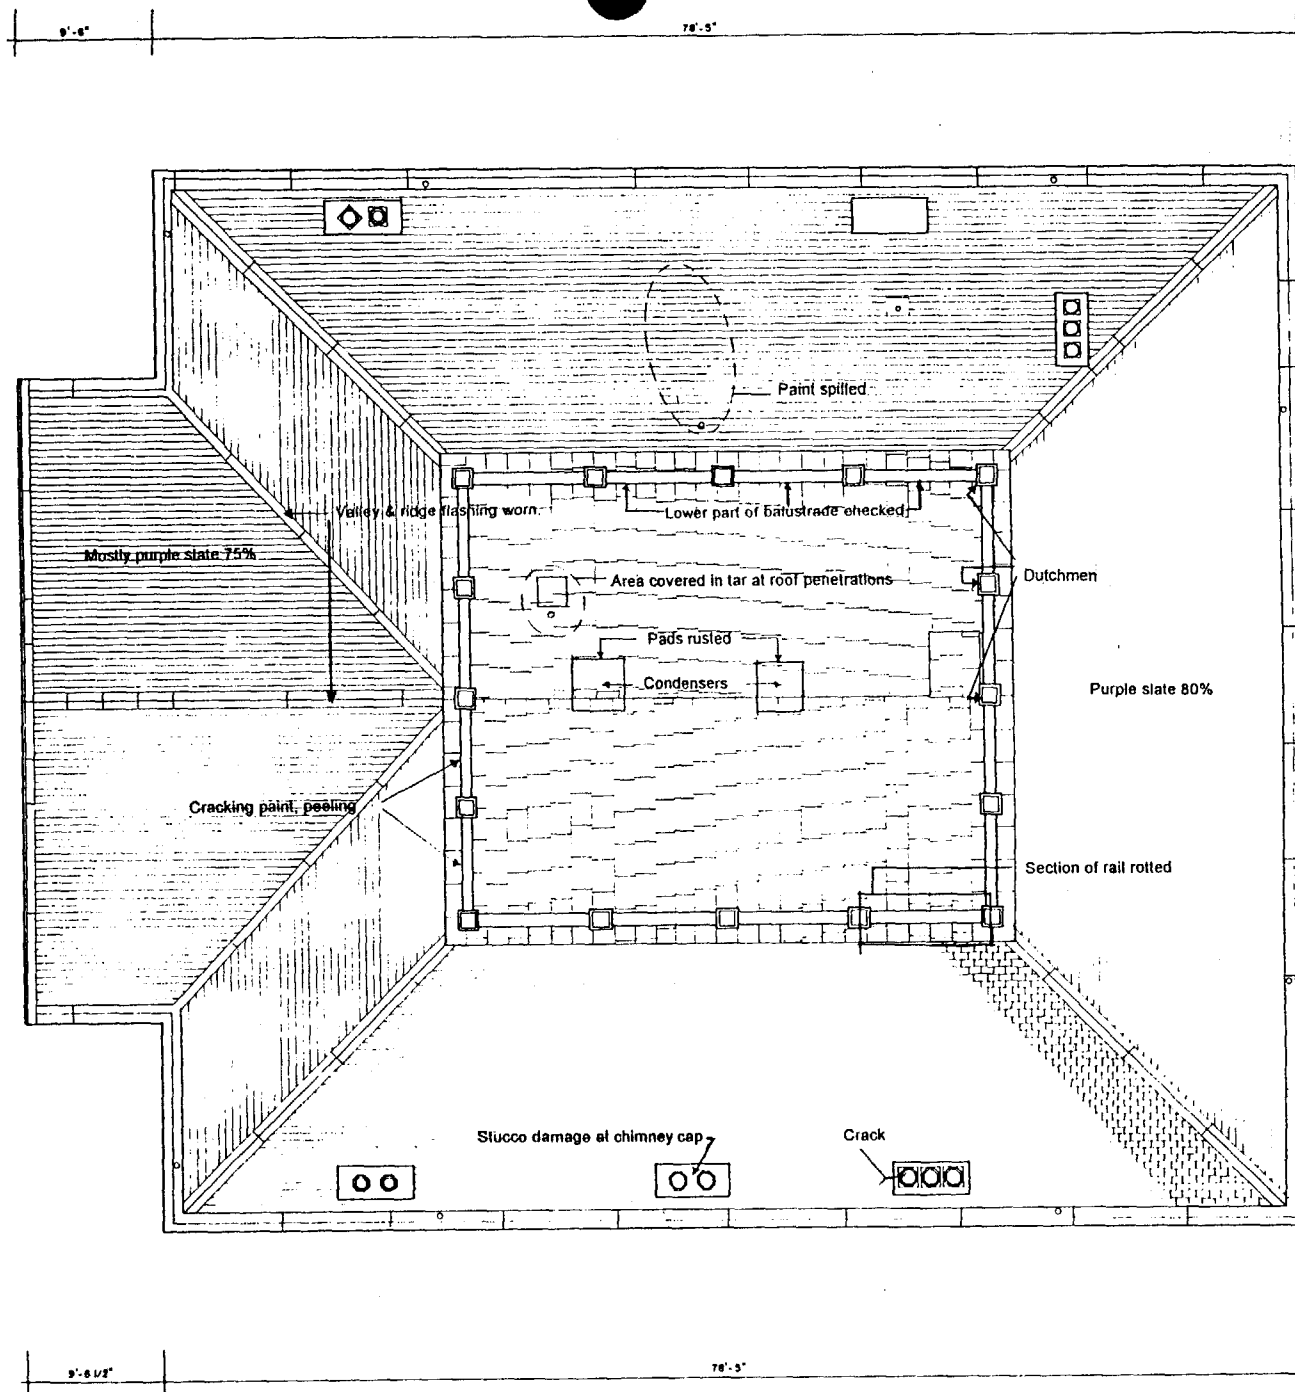 9'-6"
78'-5"
Paint spilled
Valley & ridge flashing worn.
Lower part of balustrade checked
Mostly purple slate 75%
Area covered in tar at roof penetrations
Dutchmen
Pads rusted
Condensers
Purple slate 80%
Cracking paint, peeling
Section of rail rotted
Stucco damage at chimney cap
Crack
9'-6 1/2"
78'-5"